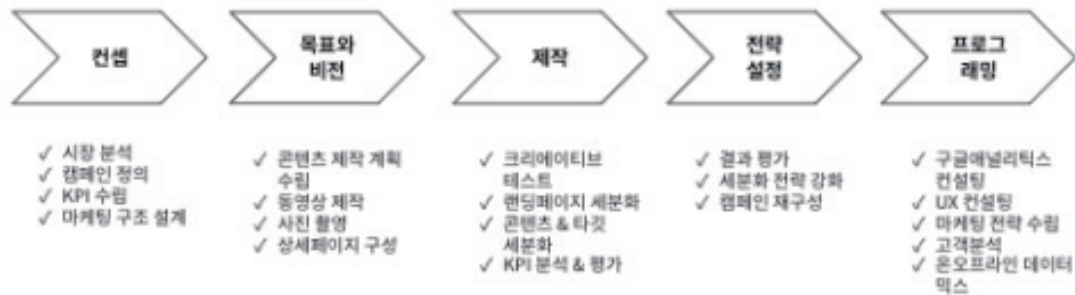 컨셉
✓ 시장 분석
✓ 캠페인 정의
✓ KPI 수립
✓ 마케팅 구조 설계
목표와
비전
✓ 콘텐츠 제작 계획
수립
✓ 동영상 제작
✓ 사진 촬영
✓ 상세페이지 구성
제작
✓ 크리에이티브
테스트
✓ 랜딩페이지 세분화
✓ 콘텐츠 & 타깃
세분화
✓ KPI 분석 & 평가
전략
설정
✓ 결과 평가
✓ 세분화 전략 강화
✓ 캠페인 재구성
프로그
래밍
✓ 구글애널리틱스
컨설팅
✓ UX 컨설팅
✓ 마케팅 전략 수립
✓ 고객분석
✓ 온오프라인 데이터
믹스